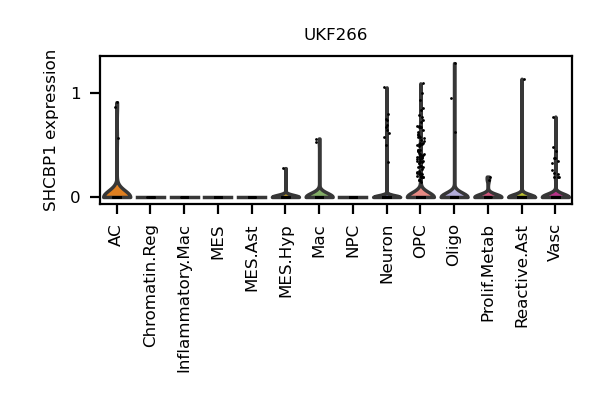 UKF266
SHCBP1 expression
1
0
AC
Chromatin.Reg
Inflammatory.Mac
MES
MES.Ast
MES.Hyp
Mac
NPC
Neuron
OPC
Oligo
Prolif.Metab
Reactive.Ast
Vasc